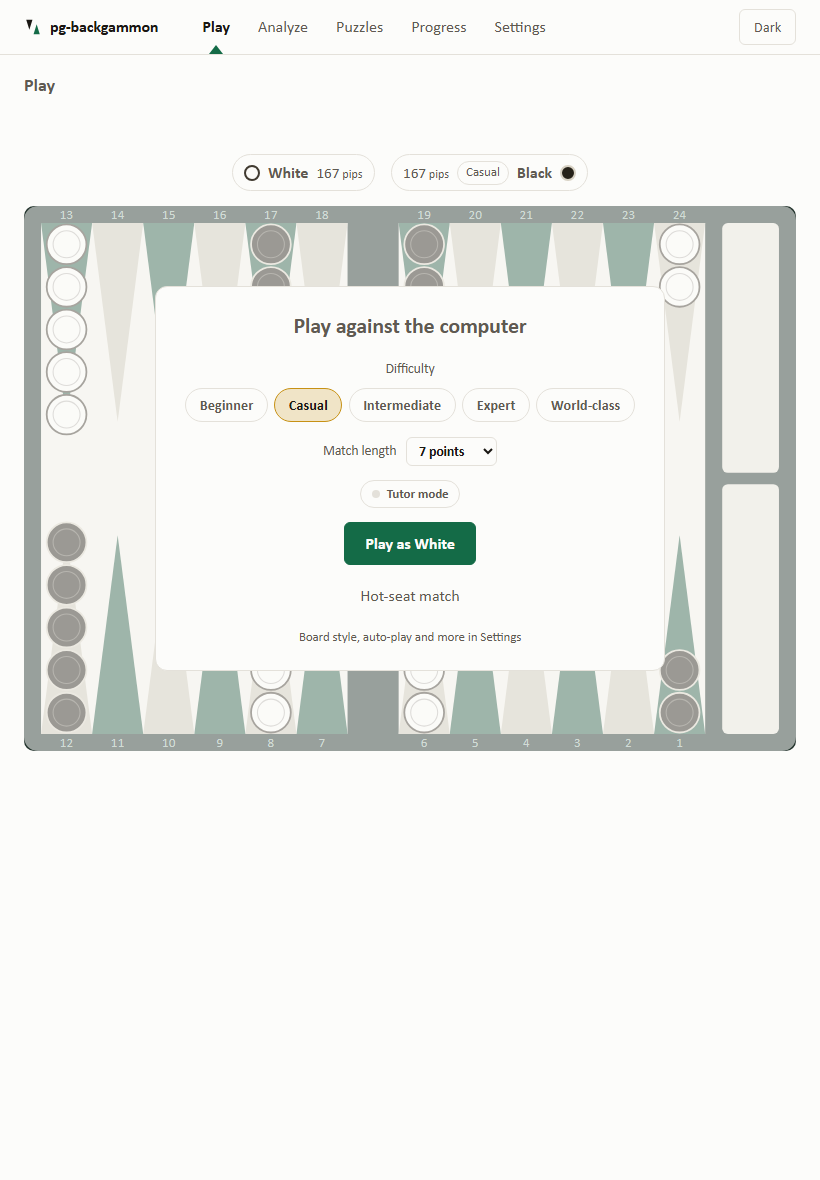 pg-backgammon Play Analyze Puzzles Progress Settings Dark
Play
White 167 pips 167 pips Casual Black
13 14 15 16 17 18 19 20 21 22 23 24
Play against the computer
Difficulty
Beginner Casual Intermediate Expert World-class
Match length 7 points
Tutor mode
Play as White
Hot-seat match
Board style, auto-play and more in Settings
12 11 10 9 8 7 6 5 4 3 2 1